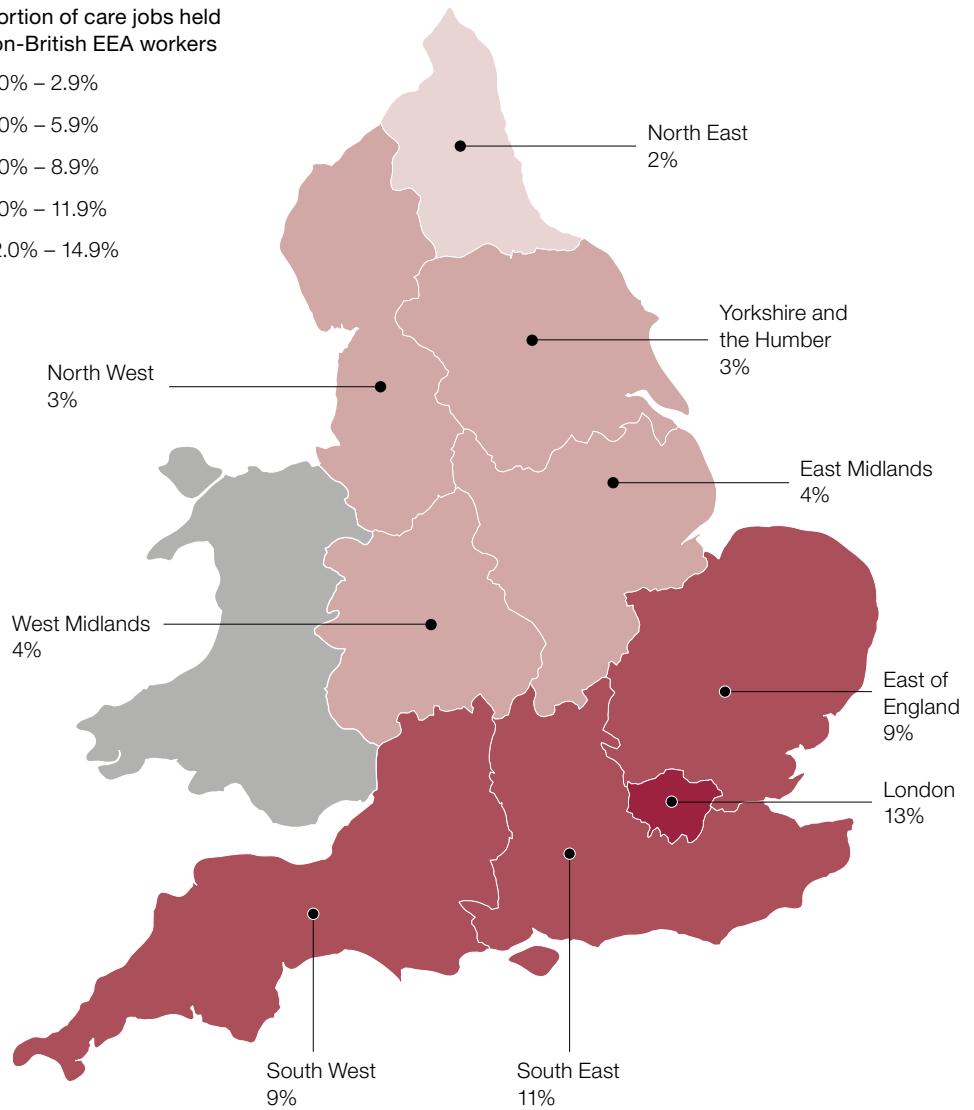 ortion of care jobs held
on-British EEA workers
0% – 2.9%
0% – 5.9%
0% – 8.9%
0% – 11.9%
2.0% – 14.9%
North East
2%
Yorkshire and
the Humber
3%
North West
3%
East Midlands
4%
West Midlands
4%
East of
England
9%
London
13%
South West
9%
South East
11%